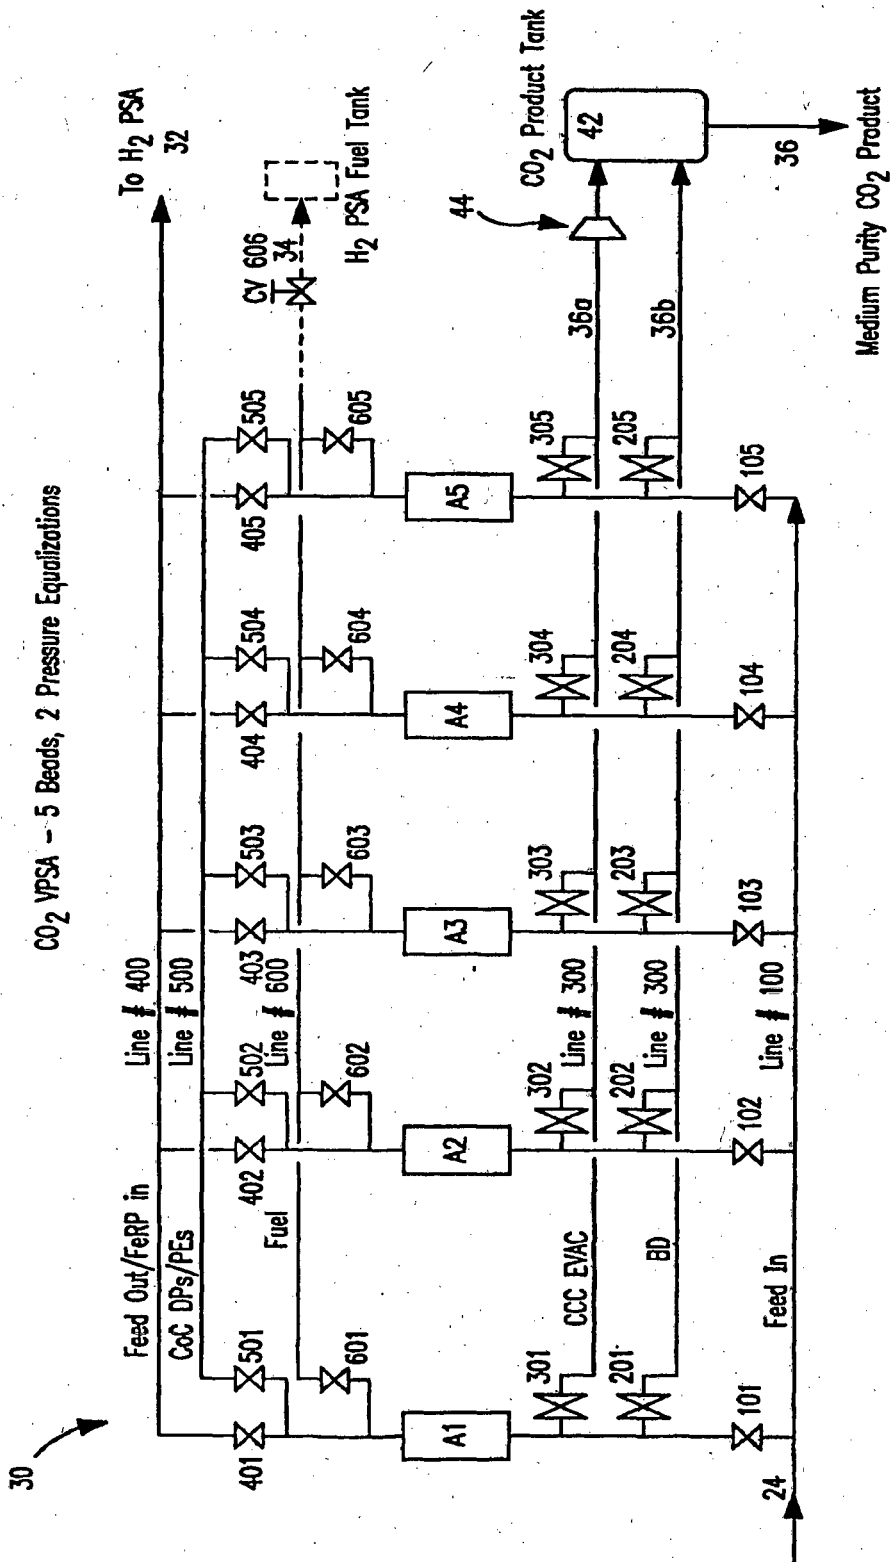 CO2 VPSA – 5 Beads, 2 Pressure Equalizations
30
To H2 PSA
32
Feed Out/FeRP in
Line # 400
CoC DPs/PEs
Line # 500
CV 606
34
H2 PSA Fuel Tank
401
501
402
502
403
503
404
504
405
505
Fuel
Line # 600
601
602
603
604
605
A1
A2
A3
A4
A5
CO2 Product Tank
42
44
301
302
303
304
305
CCC EVAC
Line # 300
36a
201
202
203
204
205
BD
Line # 300
36b
36
Medium Purity CO2 Product
101
102
103
104
105
24
Feed In
Line # 100